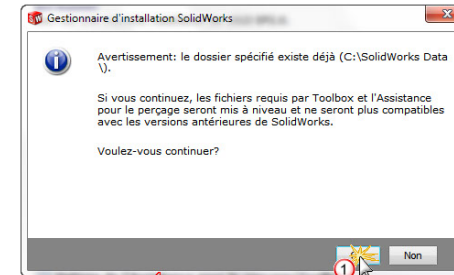 Gestionnaire d'installation SolidWorks
Avertissement: le dossier spécifié existe déjà (C:\SolidWorks Data
\).
Si vous continuez, les fichiers requis par Toolbox et l'Assistance
pour le perçage seront mis à niveau et ne seront plus compatibles
avec les versions antérieures de SolidWorks.
Voulez-vous continuer?
1
Non